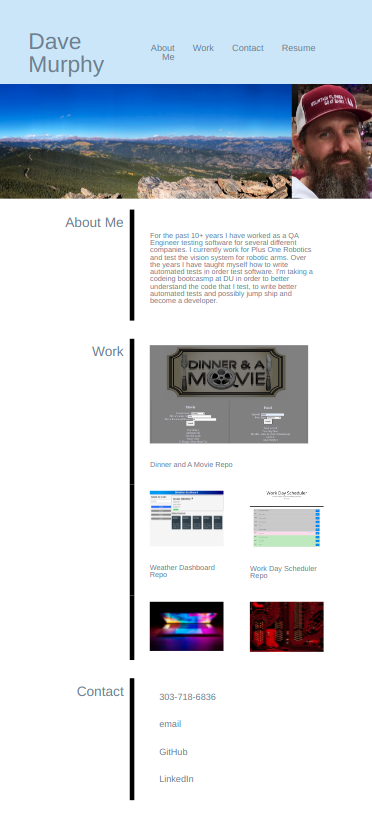 Dave
Murphy
About
Me
Work
Contact
Resume
About Me
For the past 10+ years I have worked as a QA
Engineer testing software for several different
companies. I currently work for Plus One Robotics
and test the vision system for robotic arms. Over
the years I have taught myself how to write
automated tests in order test software. I'm taking a
codeing bootcasmp at DU in order to better
understand the code that I test, to write better
automated tests and possibly jump ship and
become a developer.
Work
DINNER & A
MOVIE
Dinner and A Movie Repo
Work Day Scheduler
Weather Dashboard
Repo
Work Day Scheduler
Repo
Contact
303-718-6836
email
GitHub
LinkedIn